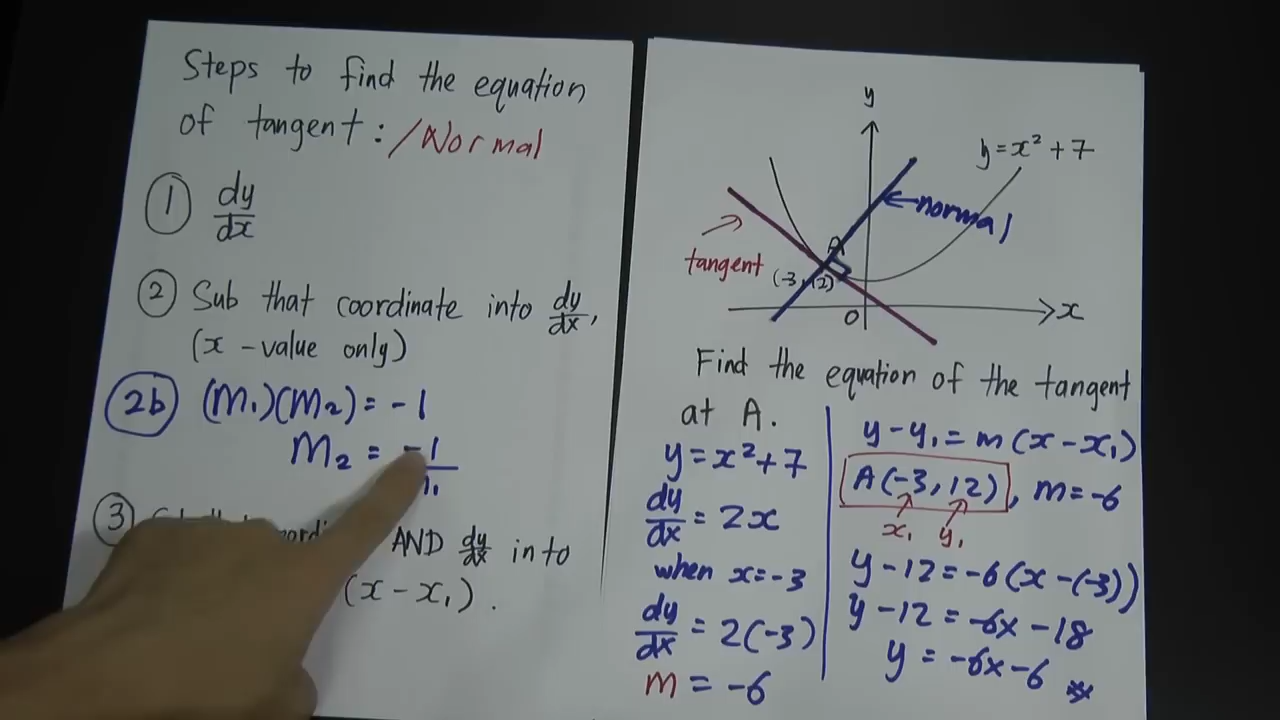 Steps to find the equation
of tangent: /Normal
1 dy/dx
2 Sub that coordinate into dy/dx,
(x-value only)
2b (m₁)(m₂) = -1
m₂ = -1
3
AND dy/dx into
(x-x₁).
y
y=x²+7
normal
A
tangent
(-3,12)
O
x
Find the equation of the tangent
at A.
y=x²+7
dy/dx = 2x
when x=-3
dy/dx = 2(-3)
m = -6
y-y₁=m(x-x₁)
A(-3,12), m=-6
x₁ y₁
y-12=-6(x-(-3))
y-12=-6x-18
y=-6x-6